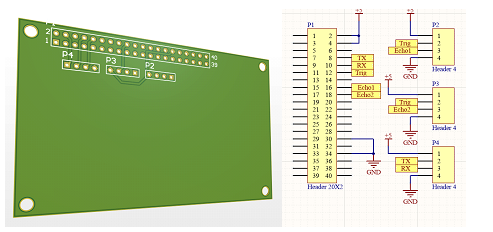 2
1
40
39
P4
P3
P2
P1
1 2
3 4
5 6
7 8
9 10
11 12
13 14
15 16
17 18
19 20
21 22
23 24
25 26
27 28
29 30
31 32
33 34
35 36
37 38
39 40
Header 20X2
+5
TX
RX
Trig
Echo1
Echo2
GND
+5
P2
Trig
Echo1
1
2
3
4
Header 4
GND
+5
P3
Trig
Echo2
1
2
3
4
Header 4
GND
+5
P4
TX
RX
1
2
3
4
Header 4
GND